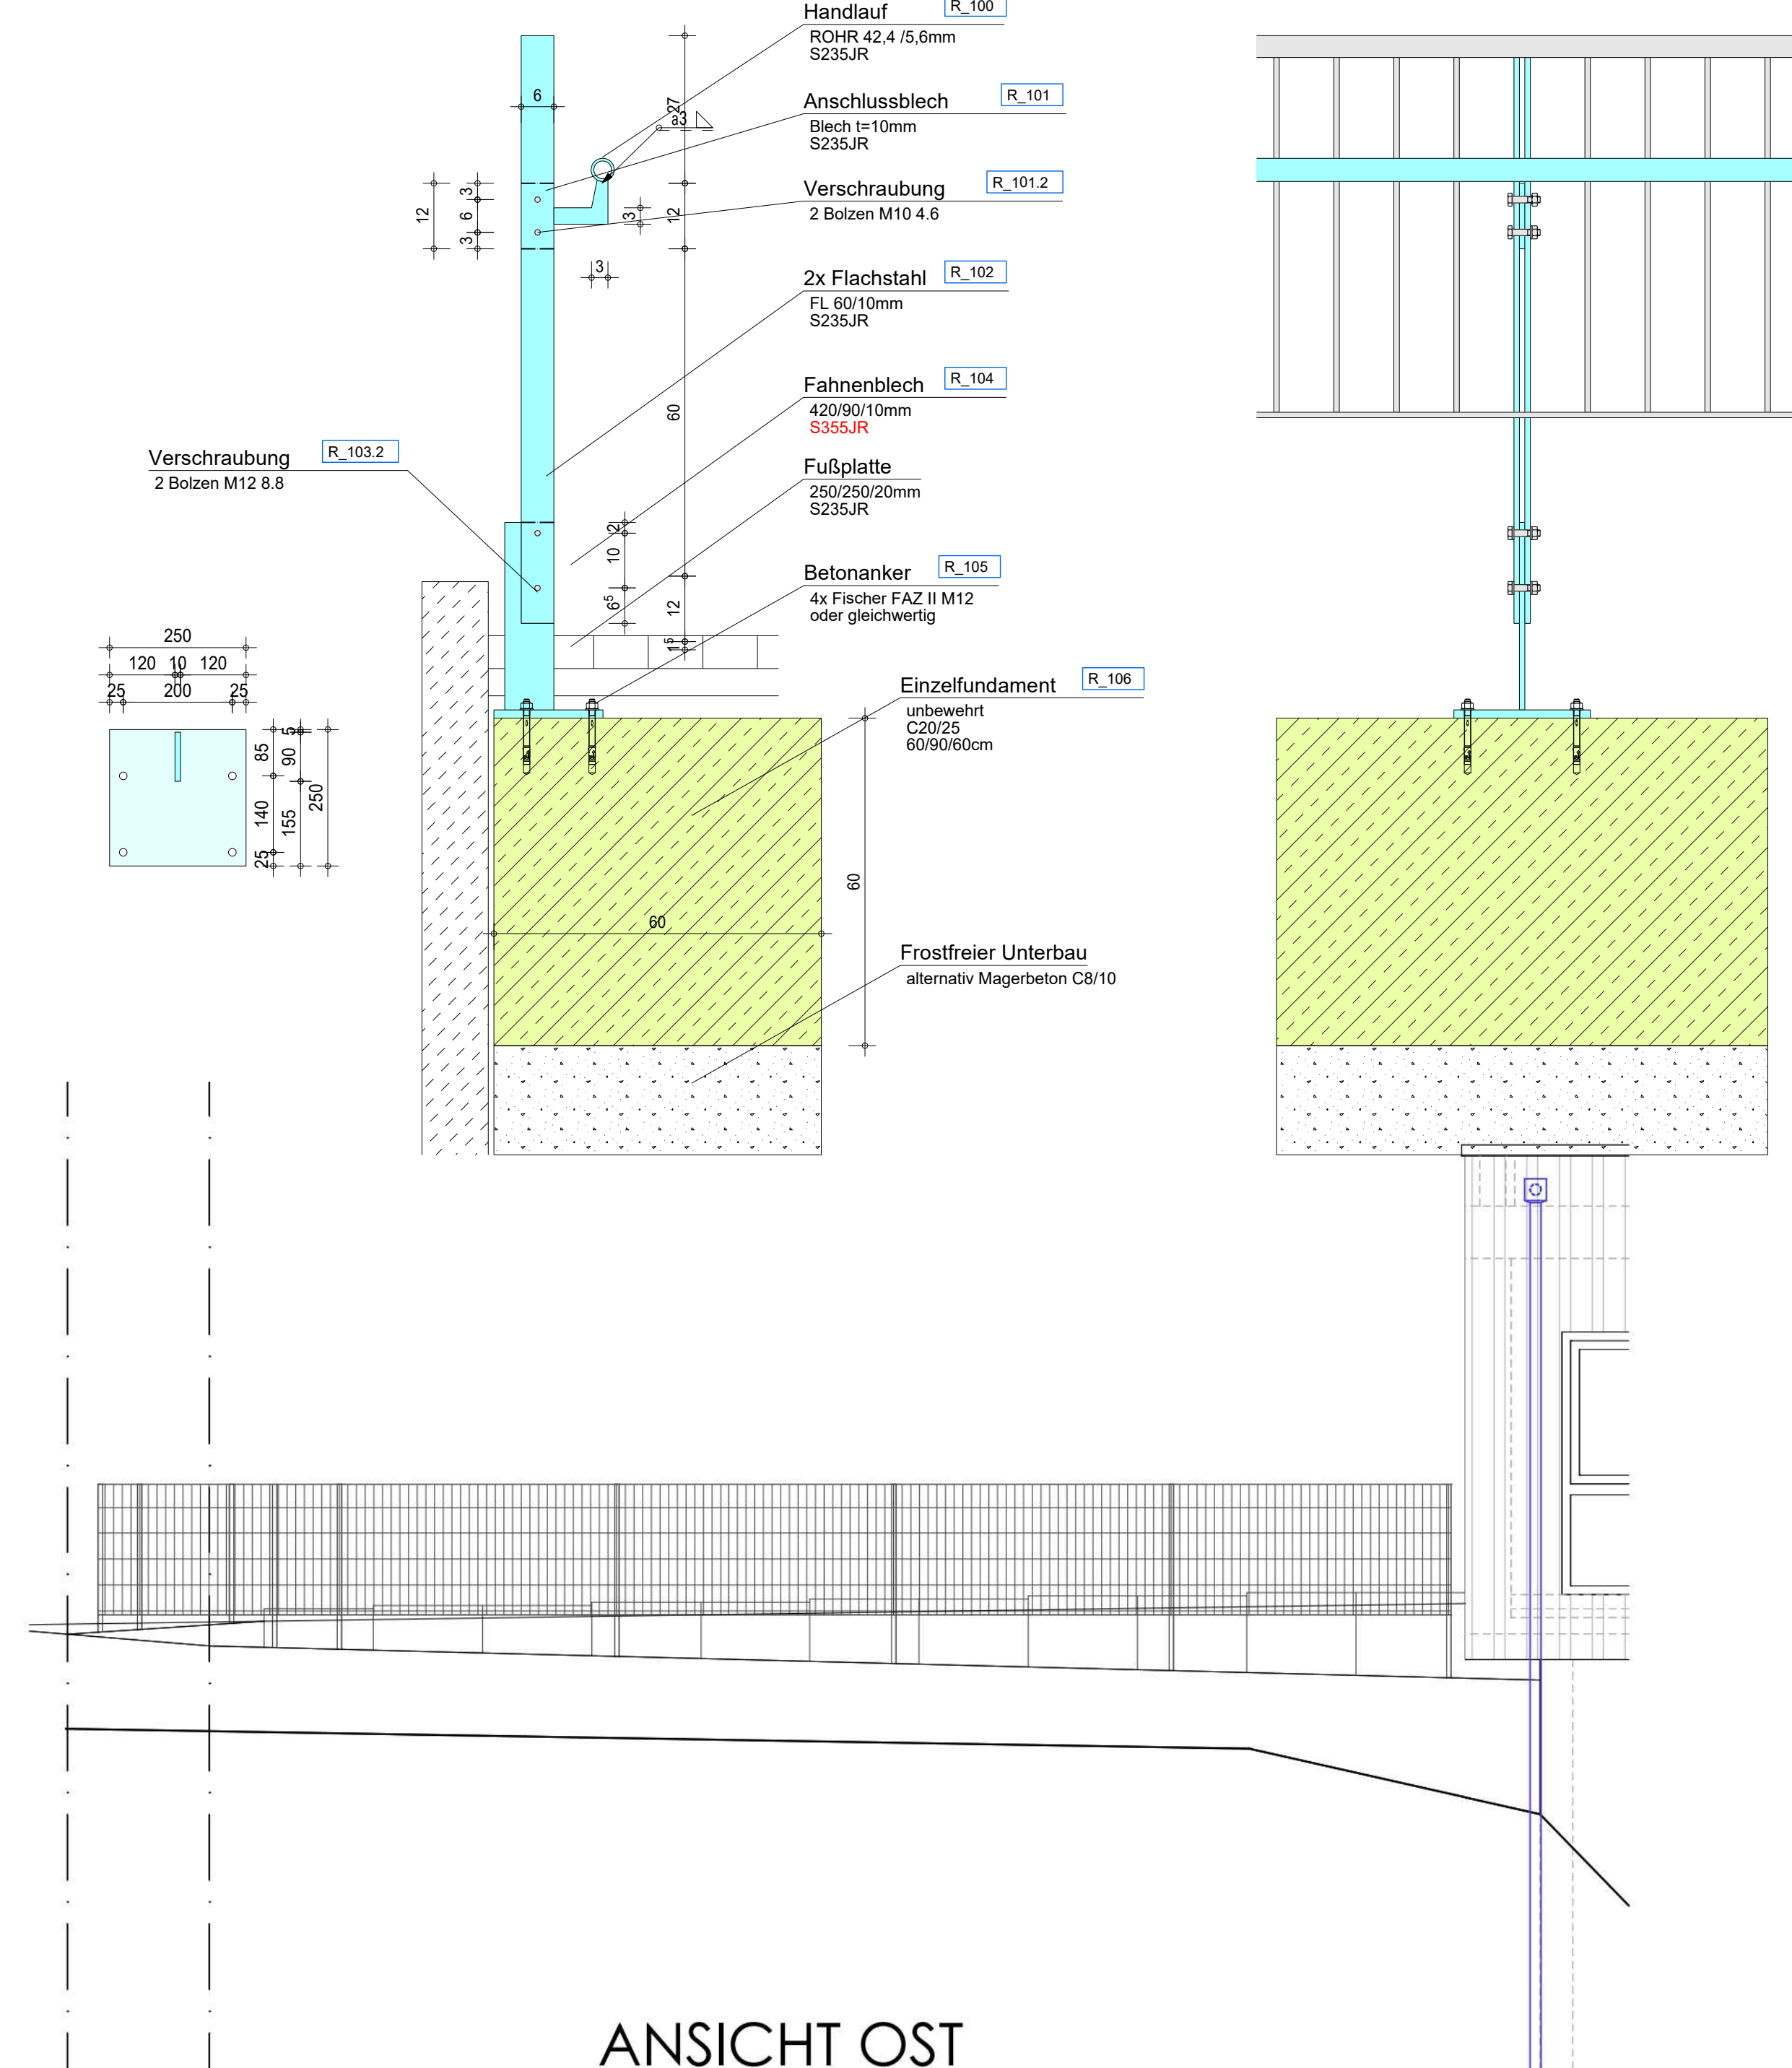 Handlauf
R_100
ROHR 42,4 /5,6mm
S235JR
Anschlussblech
R_101
Blech t=10mm
S235JR
Verschraubung
R_101.2
2 Bolzen M10 4.6
2x Flachstahl
R_102
FL 60/10mm
S235JR
Fahnenblech
R_104
420/90/10mm
S355JR
Fußplatte
250/250/20mm
S235JR
Verschraubung
R_103.2
2 Bolzen M12 8.8
Betonanker
R_105
4x Fischer FAZ II M12
oder gleichwertig
Einzelfundament
R_106
unbewehrt
C20/25
60/90/60cm
Frostfreier Unterbau
alternativ Magerbeton C8/10
6
27
a3
12
3
6
3
3
12
3
60
2
10
6⁵
12
1⁵
250
120 10 120
25 200 25
85
140
25
5
90
155
250
60
60
ANSICHT OST